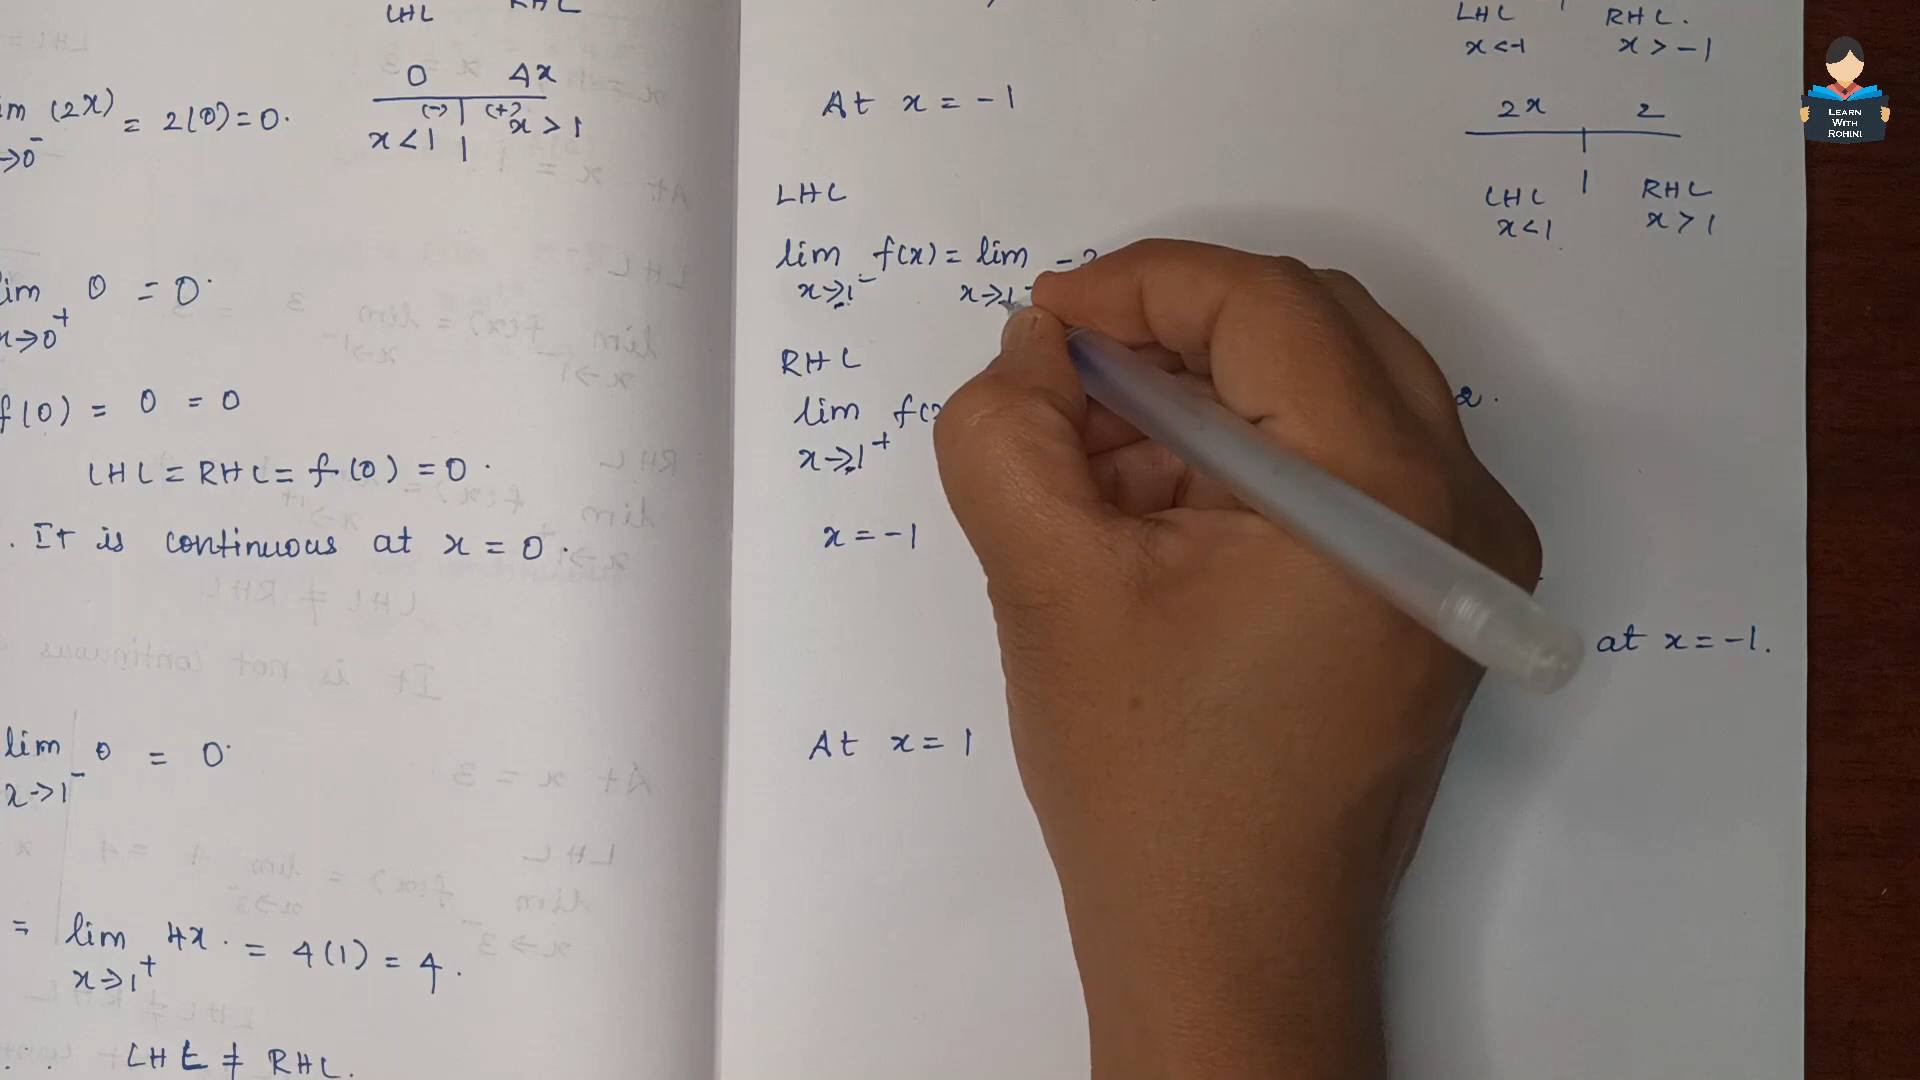 LHL RHL
0 4x
(-) (+)
x<1 | x>1
1
(2x) = 2(0)=0.
→0⁻
lim 0 = 0.
x→0⁺
f(0) = 0 = 0
LHL = RHL = f(0) = 0.
. It is continuous at x = 0.
lim 0 = 0.
x→1⁻
= lim 4x. = 4(1) = 4.
x→1⁺
LHL ≠ RHL.
LHL RHL.
x<-1 x>-1
At x = -1
2x 2
1
LHL RHL
x<1 x>1
LHL
lim f(x) = lim
x→-1⁻ x→-1
RHL
lim
x→-1⁺
x = -1
at x = -1.
At x = 1
LEARN
WITH
ROHINI